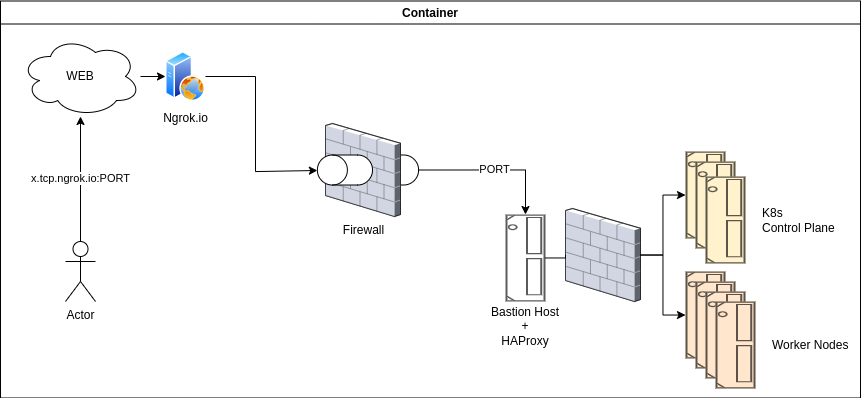 Container
WEB
Ngrok.io
x.tcp.ngrok.io:PORT
Actor
Firewall
PORT
Bastion Host
+
HAProxy
K8s
Control Plane
Worker Nodes